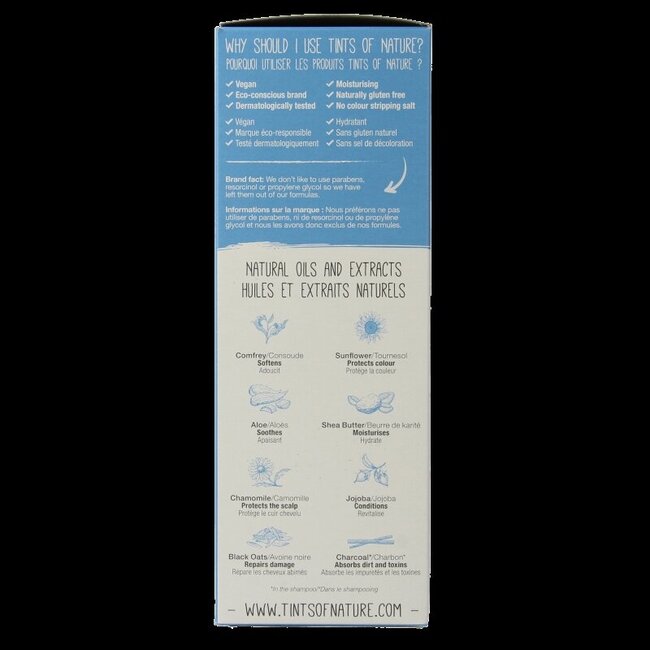 WHY SHOULD I USE TINTS OF NATURE?
POURQUOI UTILISER LES PRODUITS TINTS OF NATURE ?
Vegan
Eco-conscious brand
Dermatologically tested
Moisturising
Naturally gluten free
No colour stripping salt
Végan
Marque éco-responsible
Testé dermatologiquement
Hydratant
Sans gluten naturel
Sans sel de décoloration
Brand fact: We don't like to use parabens,
resorcinol or propylene glycol so we have
left them out of our formulas.
Informations sur la marque : Nous préférons ne pas
utiliser de parabens, ni de resorcinol ou de propylène
glycol et nous les avons donc exclus de nos formules.
NATURAL OILS AND EXTRACTS
HUILES ET EXTRAITS NATURELS
Comfrey/Consoude
Softens
Adoucit
Sunflower/Tournesol
Protects colour
Protège la couleur
Aloe/Aloès
Soothes
Apaisant
Shea Butter/Beurre de karité
Moisturises
Hydrate
Chamomile/Camomille
Protects the scalp
Protège le cuir chevelu
Jojoba/Jojoba
Conditions
Revitalise
Black Oats/Avoine noire
Repairs damage
Répare les cheveux abimés
Charcoal*/Charbon*
Absorbs dirt and toxins
Absorbe les impuretés et les toxines
*In the shampoo/*Dans le shampooing
- WWW.TINTSOFNATURE.COM -